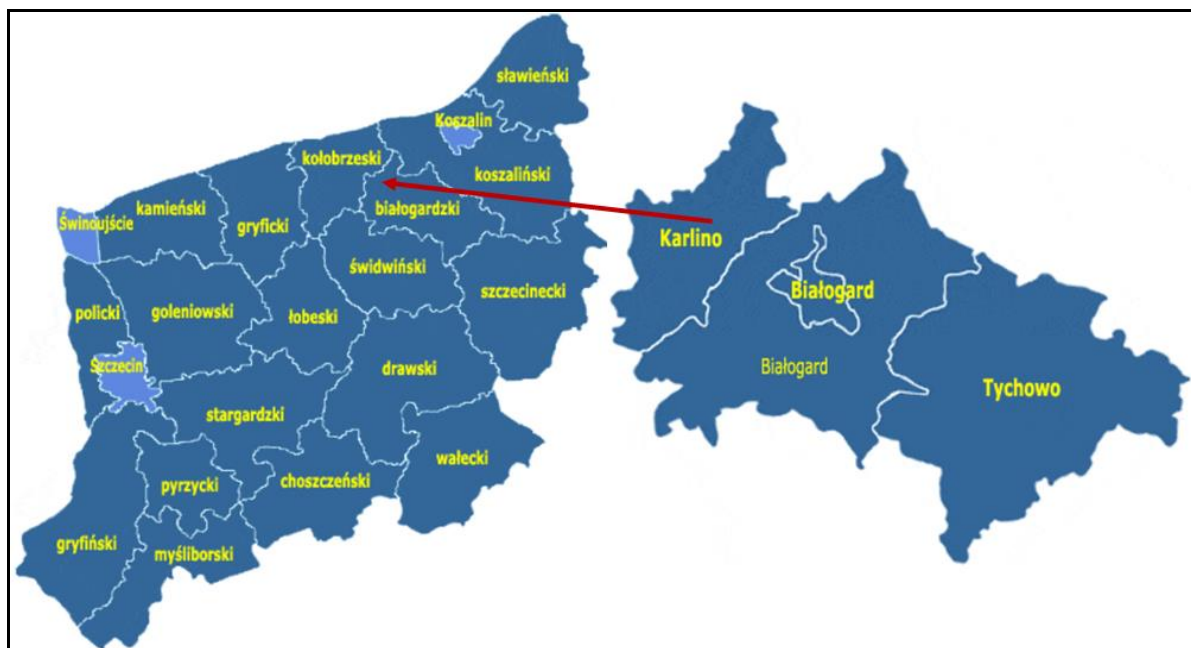 sławieński
Koszalin
kołobrzeski
koszaliński
kamieński
Świnoujście
gryficki
białogardzki
świdwiński
szczecinecki
policki
goleniowski
łobeski
Szczecin
drawski
stargardzki
wałecki
pyrzycki
choszczeński
gryfiński
myśliborski
Karlino
Białogard
Białogard
Tychowo